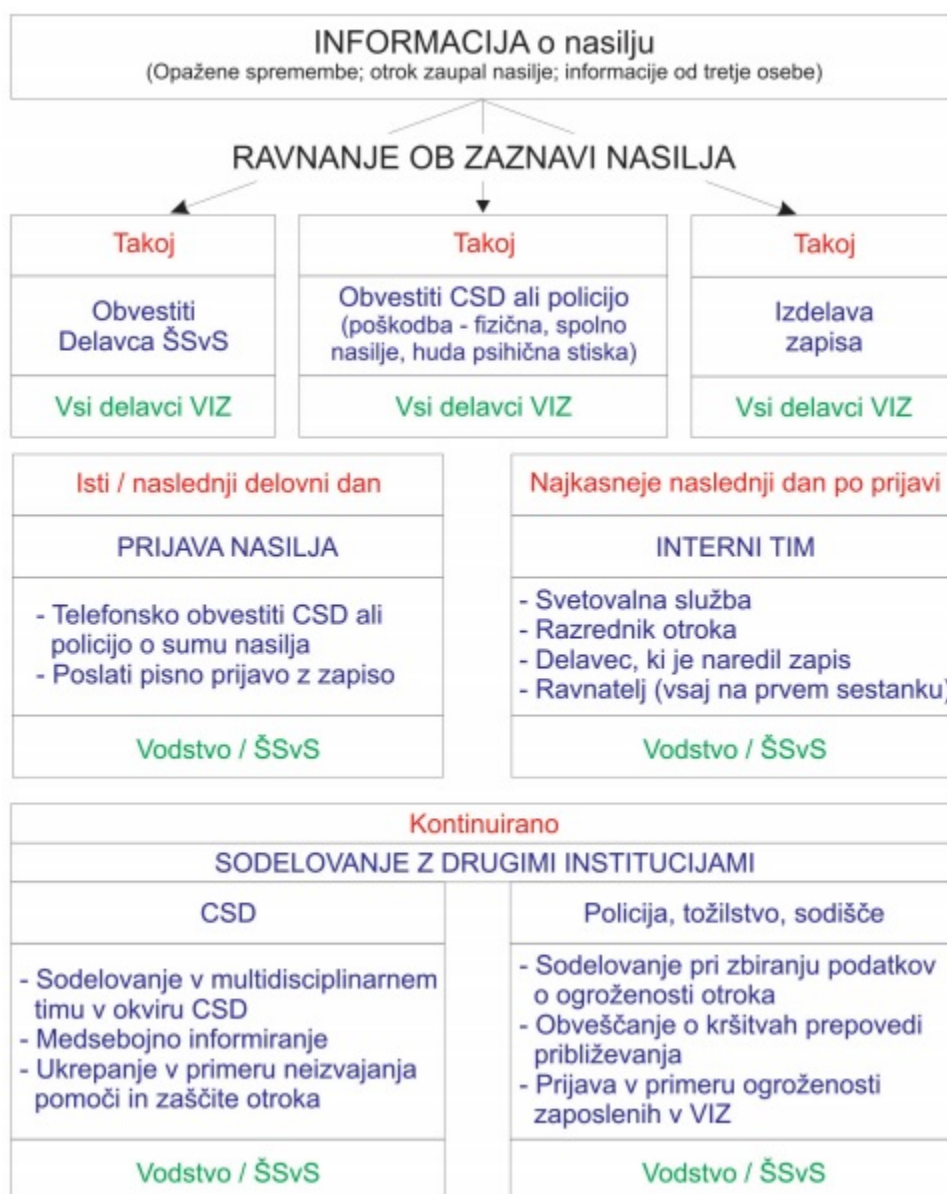 INFORMACIJA o nasilju
(Opažene spremembe; otrok zaupal nasilje; informacije od tretje osebe)
RAVNANJE OB ZAZNAVI NASILJA
Takoj
Obvestiti
Delavca ŠSvS
Vsi delavci VIZ
Takoj
Obvestiti CSD ali policijo
(poškodba - fizična, spolno
nasilje, huda psihična stiska)
Vsi delavci VIZ
Takoj
Izdelava
zapisa
Vsi delavci VIZ
Isti / naslednji delovni dan
PRIJAVA NASILJA
- Telefonsko obvestiti CSD ali
policijo o sumu nasilja
- Poslati pisno prijavo z zapiso
Vodstvo / ŠSvS
Najkasneje naslednji dan po prijavi
INTERNI TIM
- Svetovalna služba
- Razrednik otroka
- Delavec, ki je naredil zapis
- Ravnatelj (vsaj na prvem sestanku)
Vodstvo / ŠSvS
Kontinuirano
SODELOVANJE Z DRUGIMI INSTITUCIJAMI
CSD
- Sodelovanje v multidisciplinarnem
timu v okviru CSD
- Medsebojno informiranje
- Ukrepanje v primeru neizvajanja
pomoči in zaščite otroka
Vodstvo / ŠSvS
Policija, tožilstvo, sodišče
- Sodelovanje pri zbiranju podatkov
o ogroženosti otroka
- Obveščanje o kršitvah prepovedi
približevanja
- Prijava v primeru ogroženosti
zaposlenih v VIZ
Vodstvo / ŠSvS